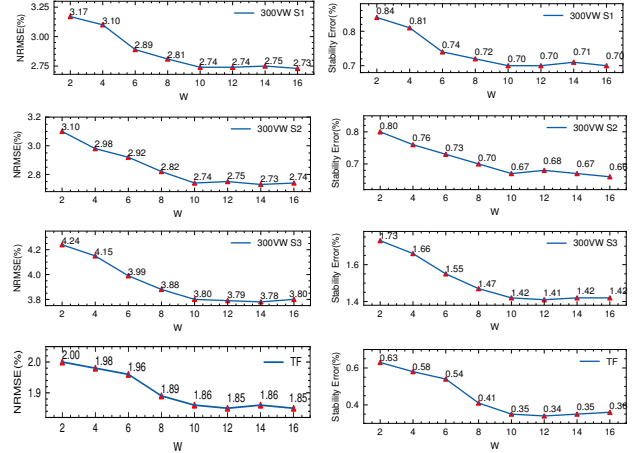 3.25
3.00
2.75
NRMSE(%)
3.17
3.10
2.89
2.81
2.74
2.74
2.75
2.73
300VW S1
2 4 6 8 10 12 14 16
W
0.8
0.7
Stability Error(%)
0.84
0.81
0.74
0.72
0.70
0.70
0.71
0.70
300VW S1
2 4 6 8 10 12 14 16
W
3.2
3.0
2.8
NRMSE(%)
3.10
2.98
2.92
2.82
2.74
2.75
2.73
2.74
300VW S2
2 4 6 8 10 12 14 16
W
0.8
0.7
Stability Error(%)
0.80
0.76
0.73
0.70
0.67
0.68
0.67
0.66
300VW S2
2 4 6 8 10 12 14 16
W
4.2
4.0
3.8
NRMSE(%)
4.24
4.15
3.99
3.88
3.80
3.79
3.78
3.80
300VW S3
2 4 6 8 10 12 14 16
W
1.6
1.4
Stability Error(%)
1.73
1.66
1.55
1.47
1.42
1.41
1.42
1.42
300VW S3
2 4 6 8 10 12 14 16
W
2.0
1.9
NRMSE(%)
2.00
1.98
1.96
1.89
1.86
1.85
1.86
1.85
TF
2 4 6 8 10 12 14 16
W
0.6
0.4
Stability Error(%)
0.63
0.58
0.54
0.41
0.35
0.34
0.35
0.36
TF
2 4 6 8 10 12 14 16
W